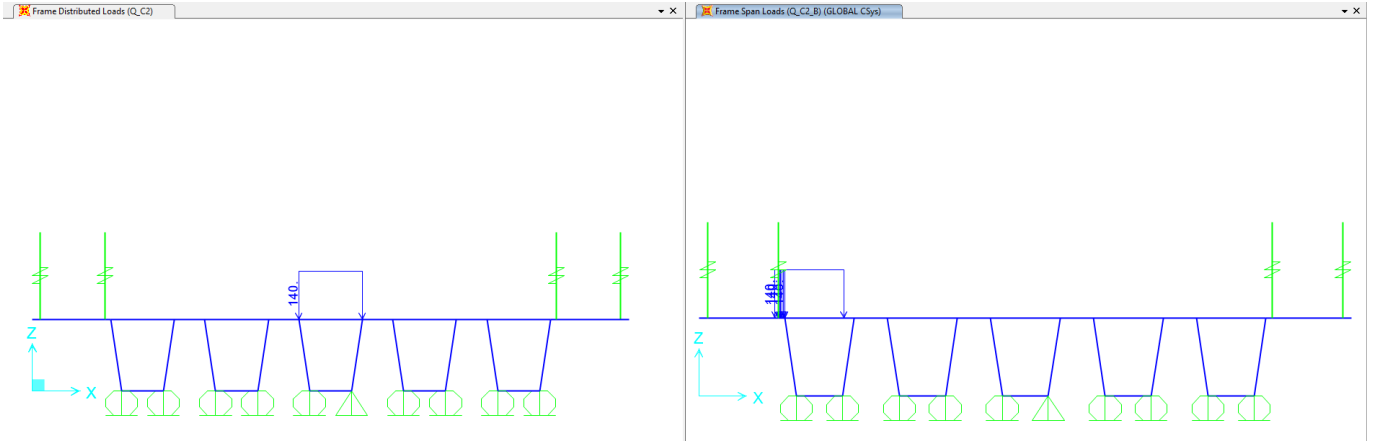 Frame Distributed Loads (Q_C2)
Frame Span Loads (Q_C2_B) (GLOBAL CSys)
140.
Z
X
Z
X